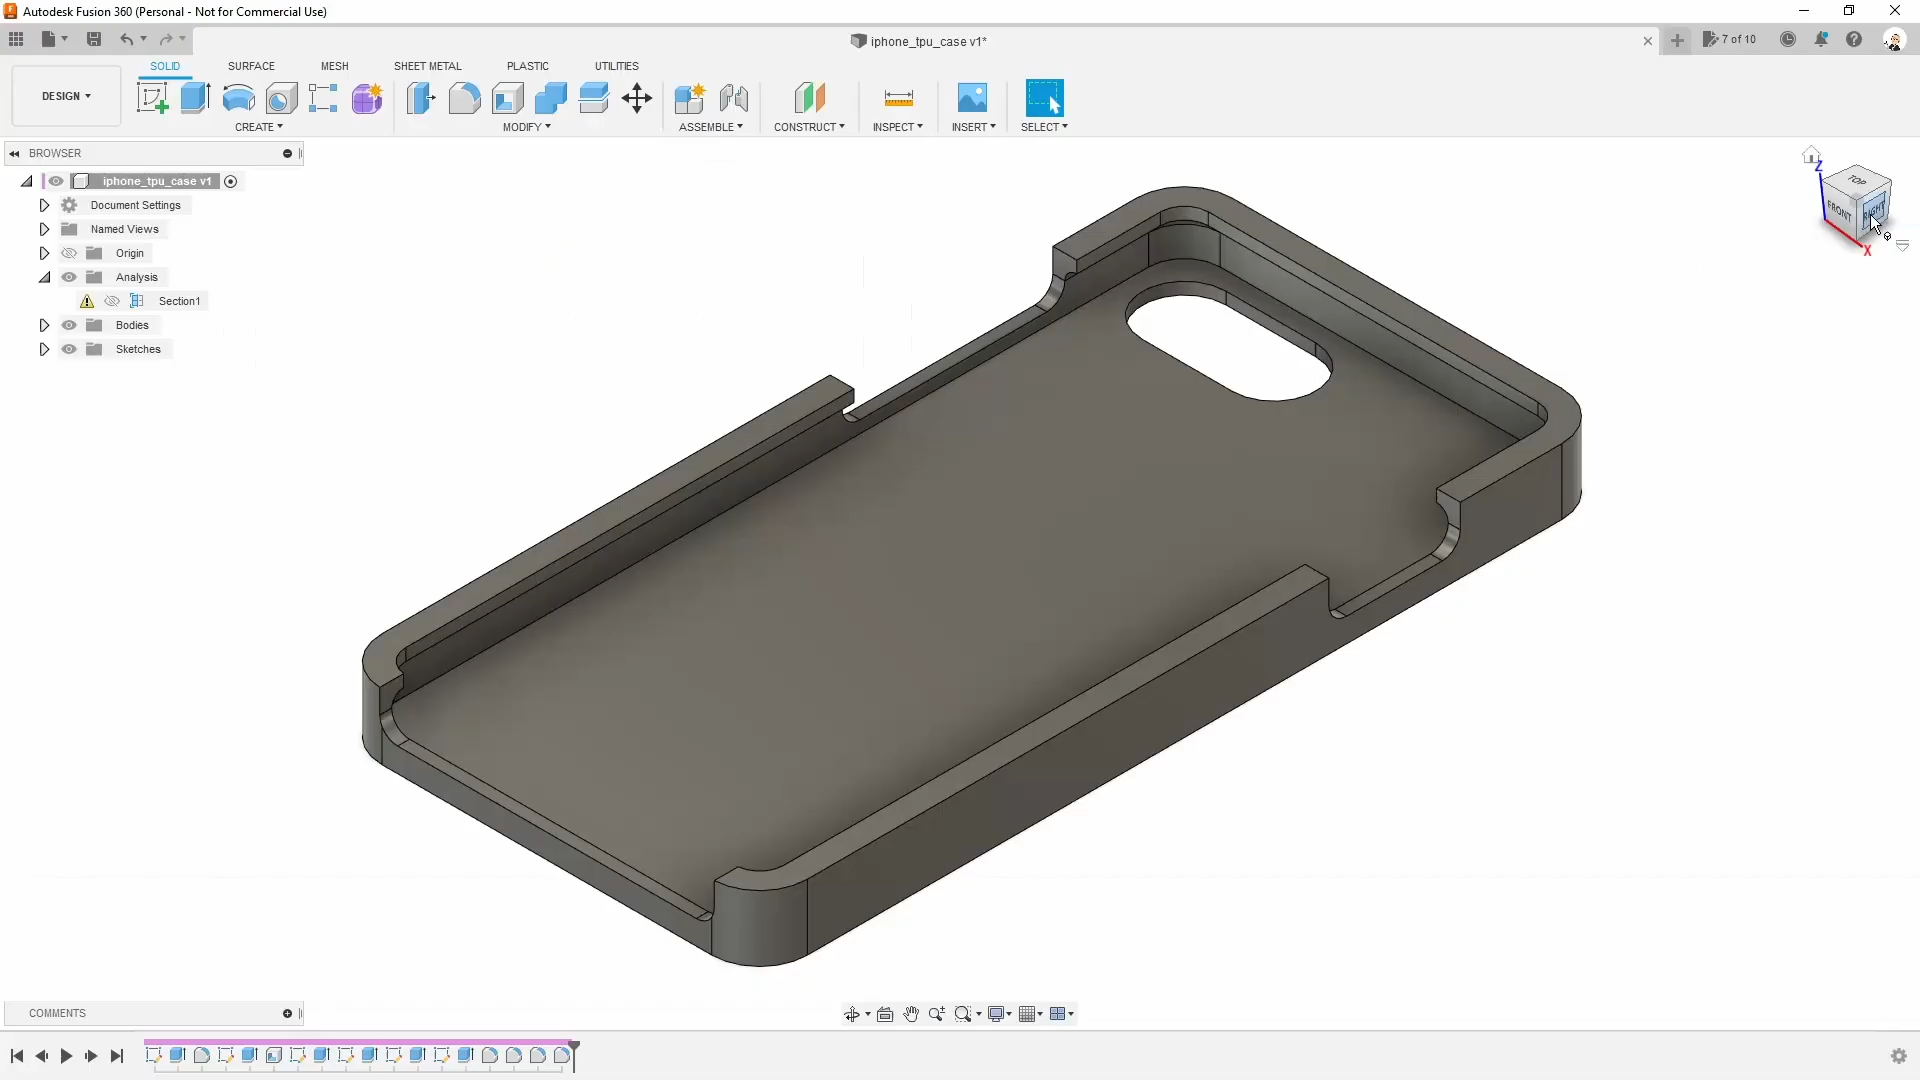 Autodesk Fusion 360 (Personal - Not for Commercial Use)
iphone_tpu_case v1*
7 of 10
SOLID SURFACE MESH SHEET METAL PLASTIC UTILITIES
DESIGN
CREATE MODIFY ASSEMBLE CONSTRUCT INSPECT INSERT SELECT
BROWSER
iphone_tpu_case v1
Document Settings
Named Views
Origin
Analysis
Section1
Bodies
Sketches
Z
TOP
FRONT
RIGHT
X
COMMENTS